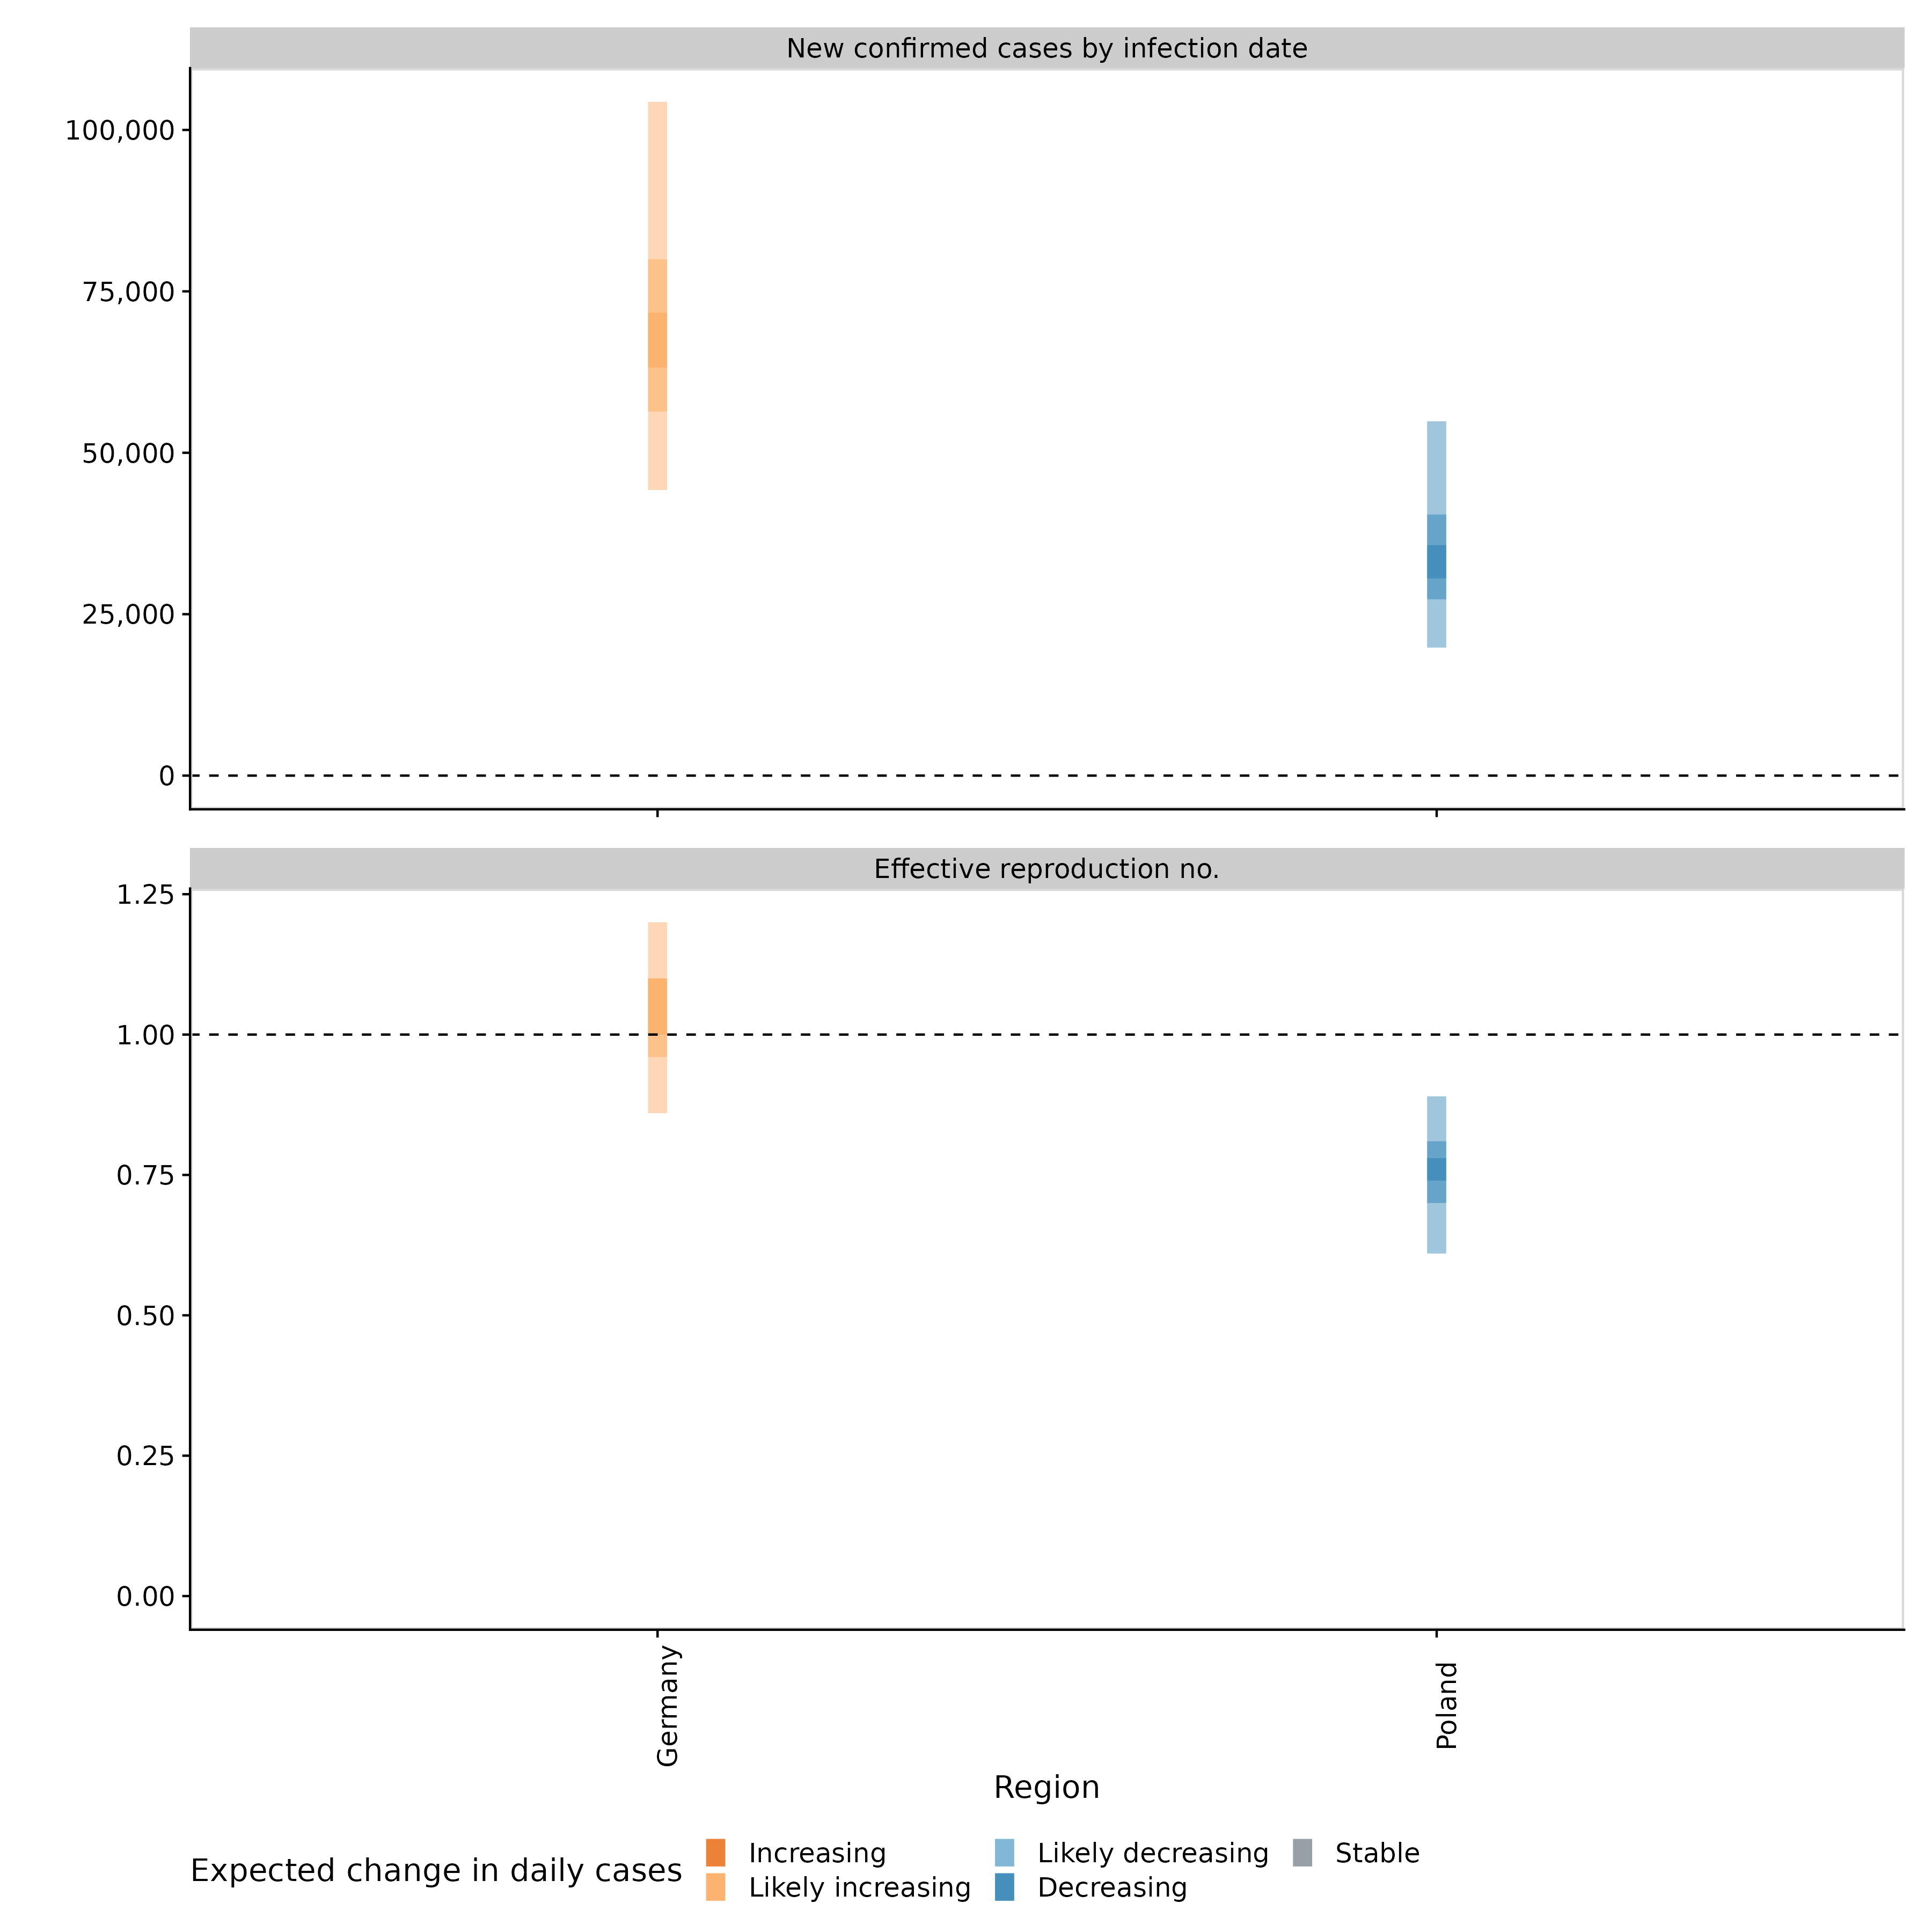 New confirmed cases by infection date
100,000
75,000
50,000
25,000
0
Effective reproduction no.
1.25
1.00
0.75
0.50
0.25
0.00
Germany
Poland
Region
Expected change in daily cases
Increasing
Likely increasing
Likely decreasing
Decreasing
Stable